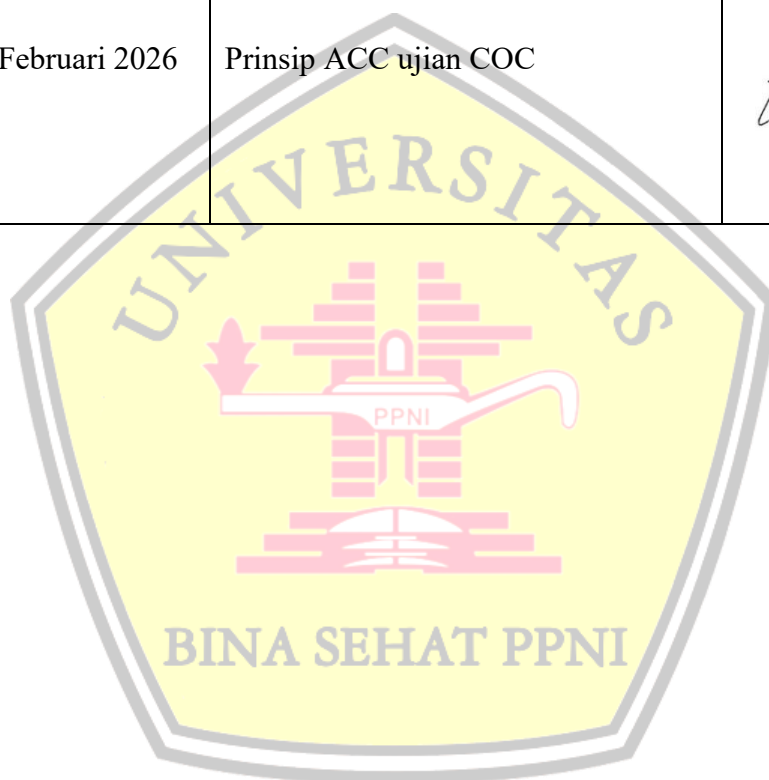 Februari 2026 Prinsip ACC ujian COC
UNIVERSITAS
PPNI
BINA SEHAT PPNI